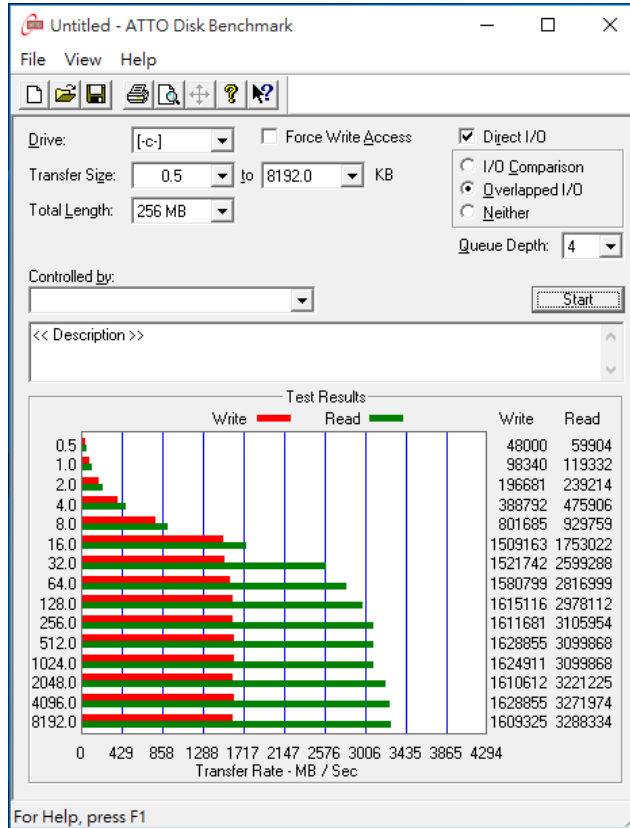 Untitled - ATTO Disk Benchmark
File View Help
Drive: [-c-] Force Write Access Direct I/O
Transfer Size: 0.5 to 8192.0 KB I/O Comparison
Overlapped I/O
Total Length: 256 MB Neither
Queue Depth: 4
Controlled by:
Start
<< Description >>
Test Results
Write Read Write Read
0.5 48000 59904
1.0 98340 119332
2.0 196681 239214
4.0 388792 475906
8.0 801685 929759
16.0 1509163 1753022
32.0 1521742 2599288
64.0 1580799 2816999
128.0 1615116 2978112
256.0 1611681 3105954
512.0 1628855 3099868
1024.0 1624911 3099868
2048.0 1610612 3221225
4096.0 1628855 3271974
8192.0 1609325 3288334
0 429 858 1288 1717 2147 2576 3006 3435 3865 4294
Transfer Rate - MB / Sec
For Help, press F1